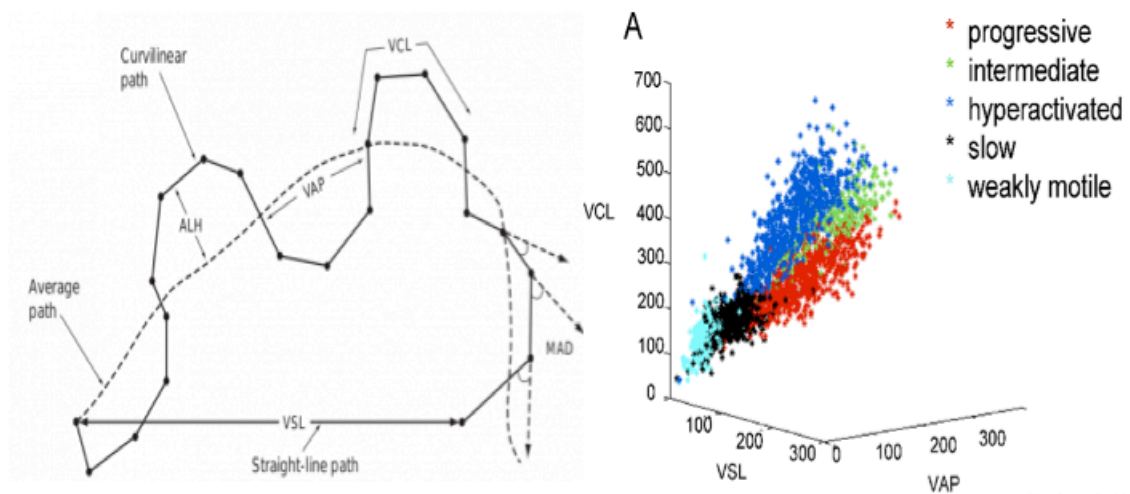 Curvilinear
path
VCL
ALH
VAP
Average
path
MAD
VSL
Straight-line path
A
* progressive
* intermediate
* hyperactivated
* slow
* weakly motile
700
600
500
VCL
400
300
200
100
0
100
200
300
VSL
0
100
200
300
VAP